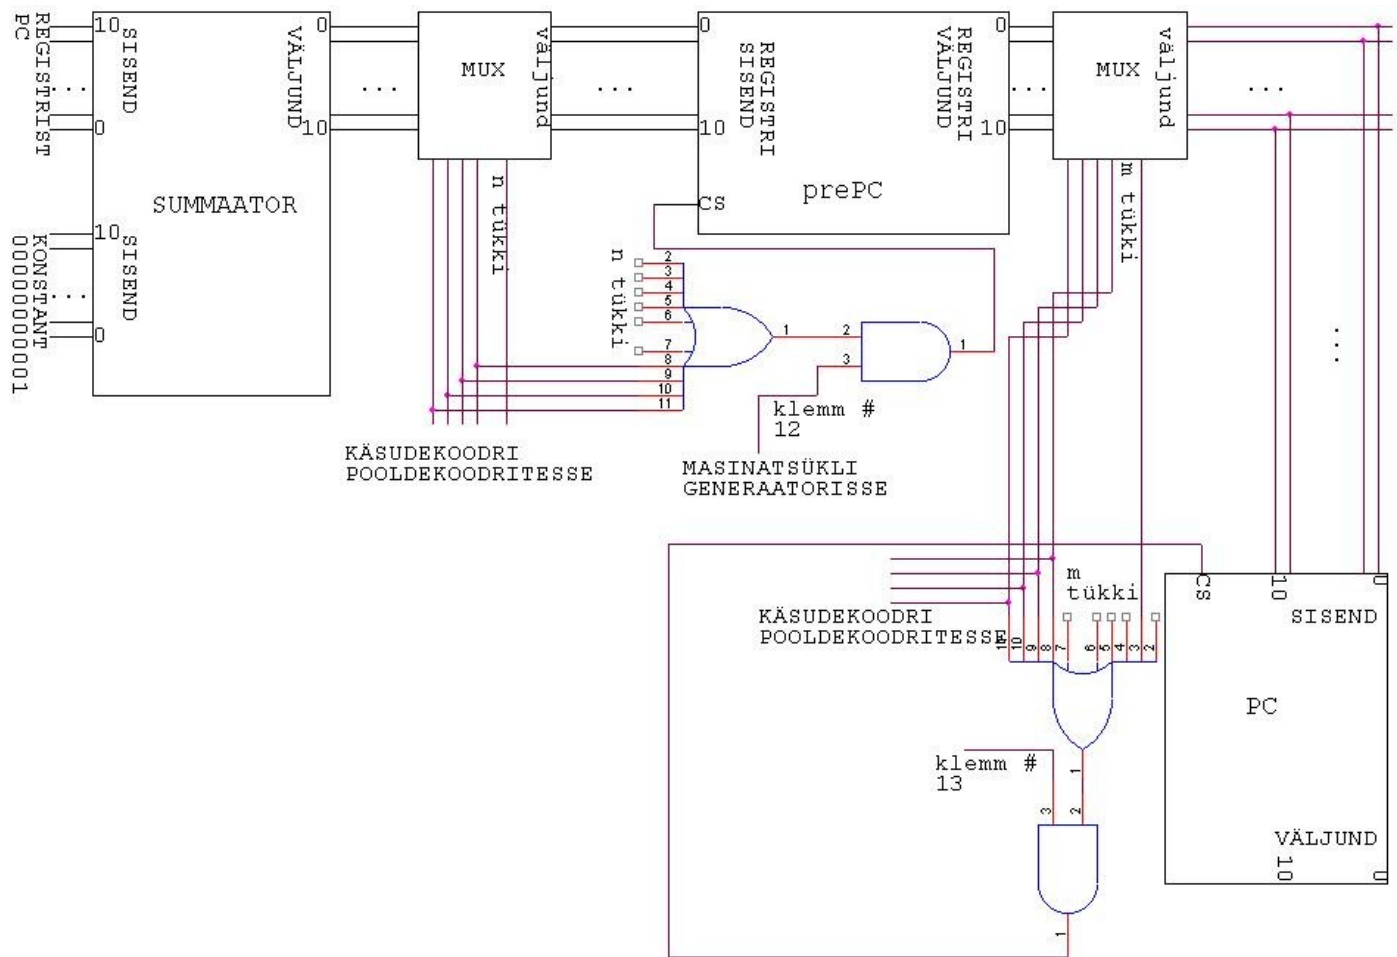 REGISTRIST
PC
10
SISEND
...
0
VÄLJUND
0
10
SUMMAATOR
KONSTANT
00000000001
10
SISEND
...
0
...
MUX
väljund
n tükki
...
0
REGISTRI
SISEND
10
CS
prePC
0
REGISTRI
VÄLJUND
10
...
MUX
väljund
m tükki
...
...
n tükki
2
3
4
5
6
7
8
9
10
11
1
2
3
1
klemm #
12
KÄSUDEKOODRI
POOLDEKOODRITESSE
MASINATSÜKLI
GENERAATORISSE
m
tükki
KÄSUDEKOODRI
POOLDEKOODRITESSE
11
10
9
8
7
6
5
4
3
2
1
klemm #
13
3
2
1
CS
10
0
SISEND
PC
VÄLJUND
10
0